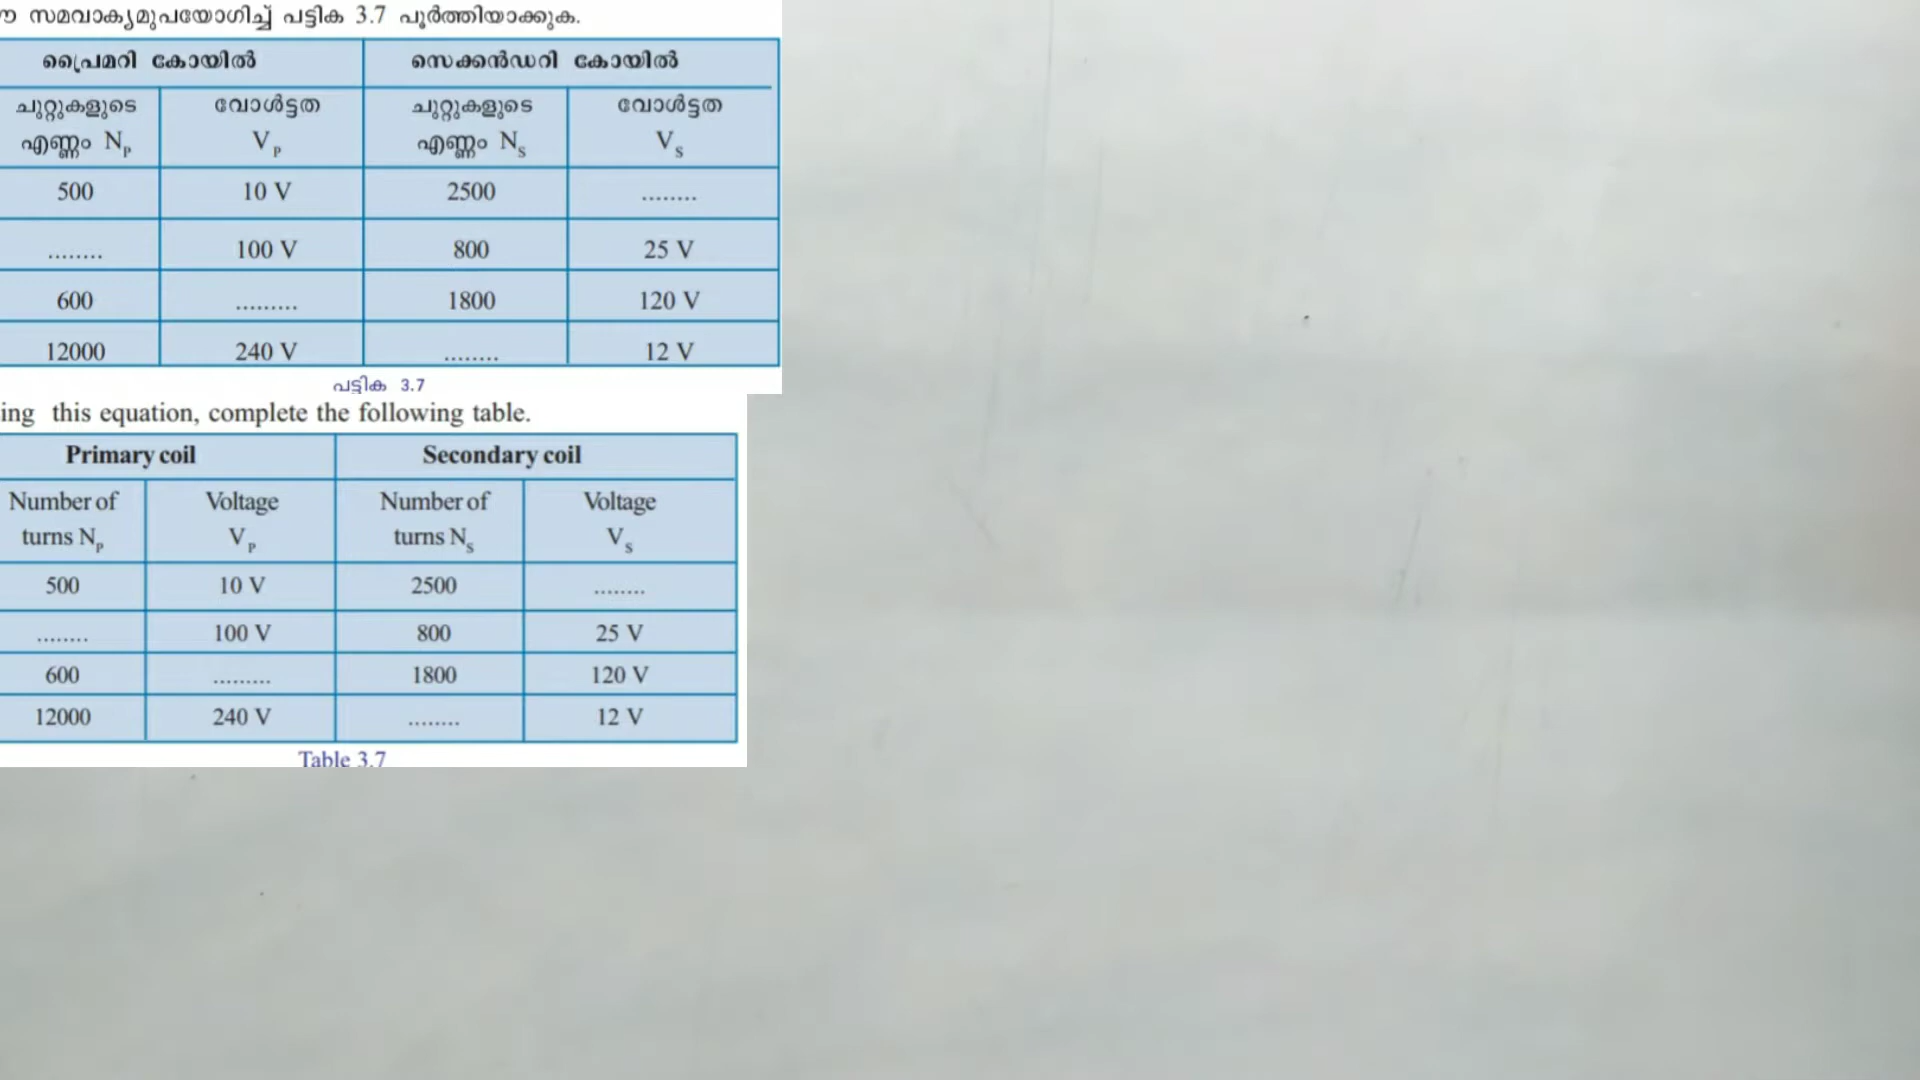 ഈ സമവാക്യമുപയോഗിച്ച് പട്ടിക 3.7 പൂർത്തിയാക്കുക.
പ്രൈമറി കോയിൽ സെക്കൻഡറി കോയിൽ
ചുറ്റുകളുടെ വോൾട്ടത ചുറ്റുകളുടെ വോൾട്ടത
എണ്ണം NP VP എണ്ണം NS VS
500 10 V 2500 ........
........ 100 V 800 25 V
600 ......... 1800 120 V
12000 240 V ........ 12 V
പട്ടിക 3.7
ing this equation, complete the following table.
Primary coil Secondary coil
Number of Voltage Number of Voltage
turns NP VP turns NS VS
500 10 V 2500 ........
........ 100 V 800 25 V
600 ......... 1800 120 V
12000 240 V ........ 12 V
Table 3.7